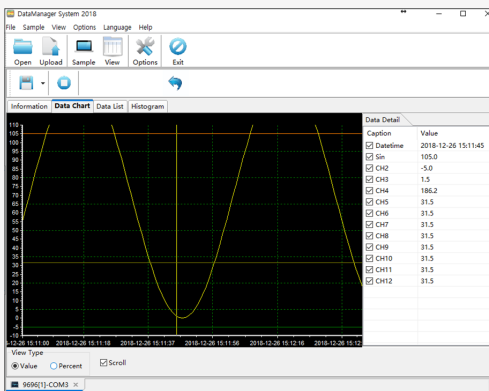 DataManager System 2018
File Sample View Options Language Help
Open Upload Sample View Options Exit
Information Data Chart Data List Histogram
Data Detail
Caption Value
Datetime 2018-12-26 15:11:45
Sin 105.0
CH2 -5.0
CH3 1.5
CH4 186.2
CH5 31.5
CH6 31.5
CH7 31.5
CH8 31.5
CH9 31.5
CH10 31.5
CH11 31.5
CH12 31.5
110
105
100
95
90
85
80
75
70
65
60
55
50
45
40
35
30
25
20
15
10
5
0
-5
-10
-12-26 15:11:00 2018-12-26 15:11:18 2018-12-26 15:11:37 2018-12-26 15:11:56 2018-12-26 15:12:16 2018-12-26 15:12:
View Type
Value Percent Scroll
9696[1]-COM3